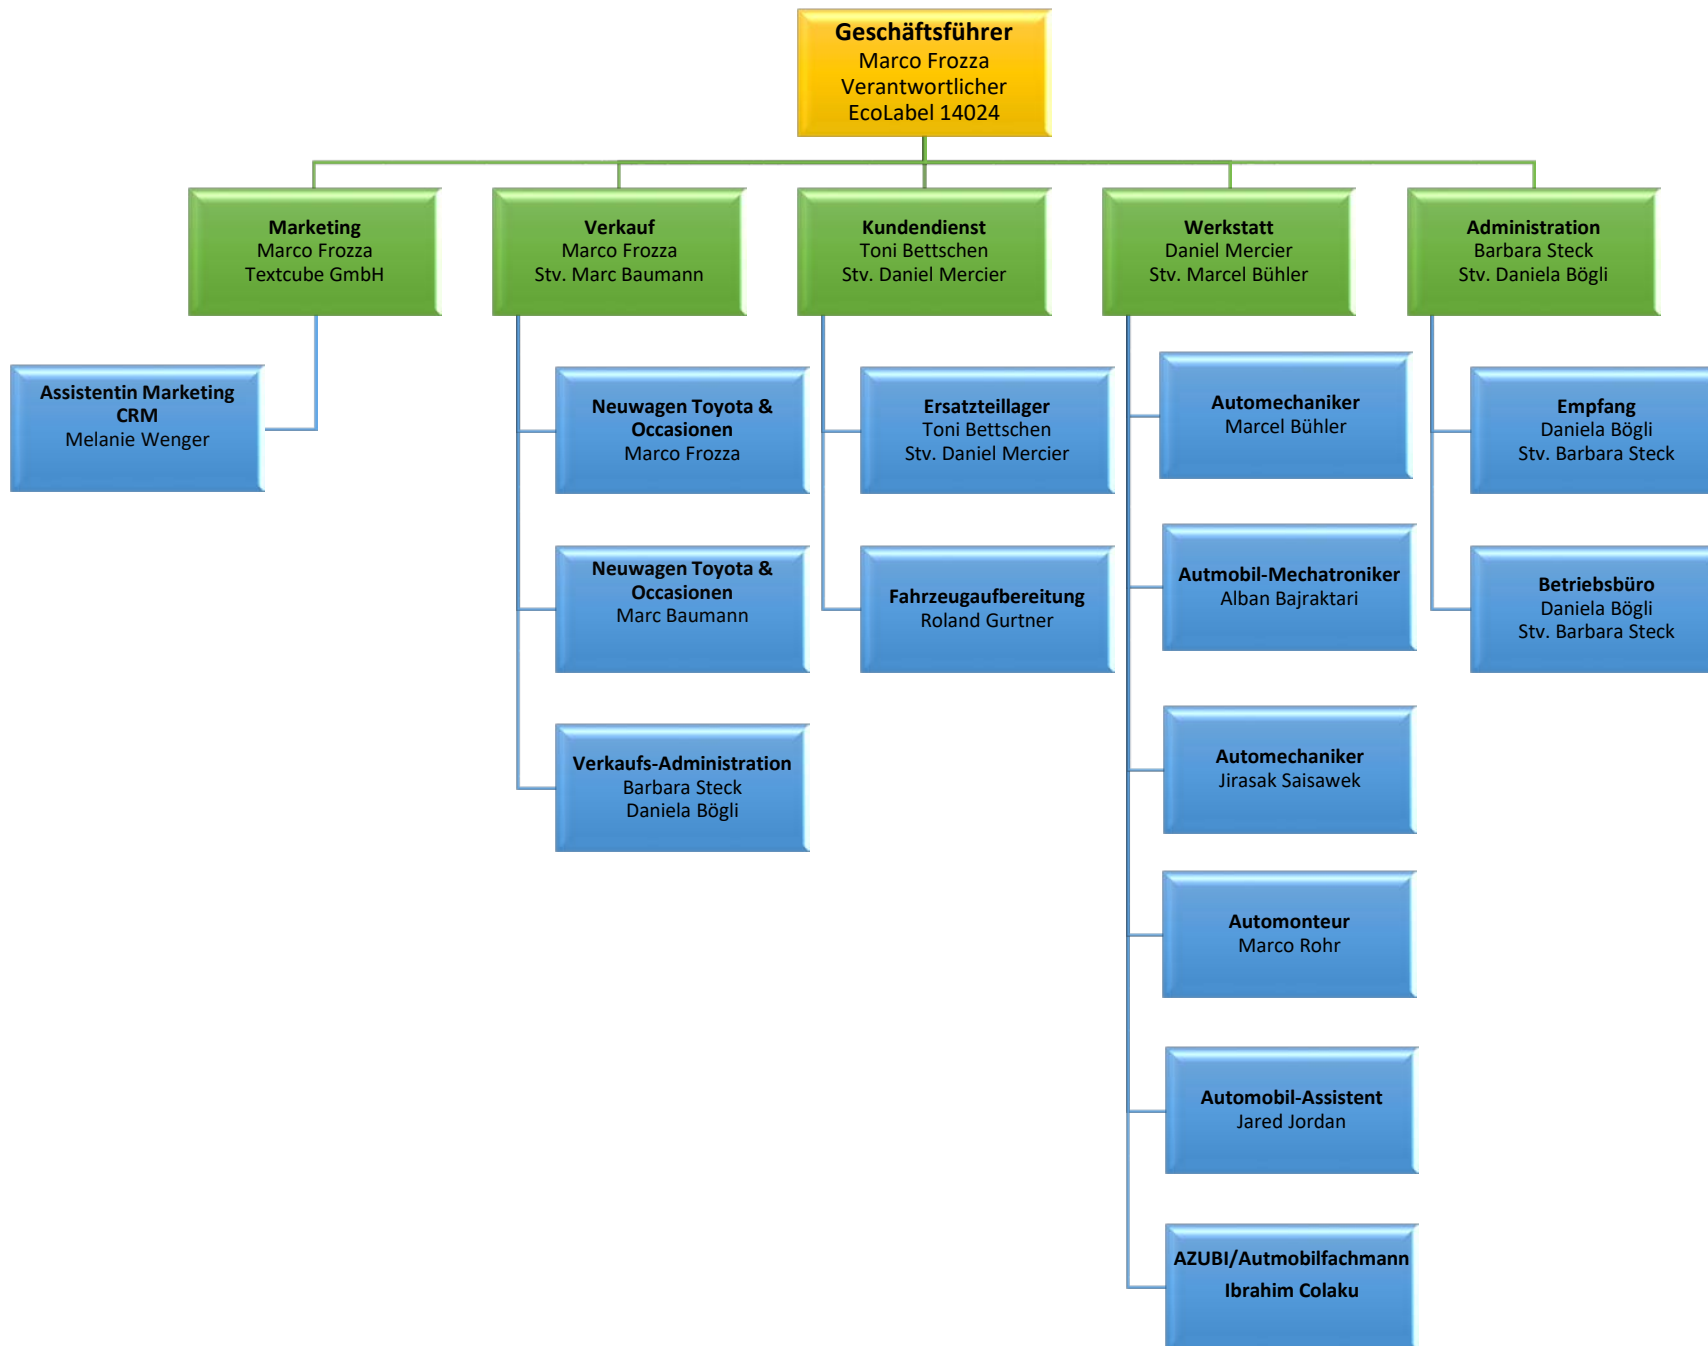 Geschäftsführer
Marco Frozza
Verantwortlicher
EcoLabel 14024
Marketing
Marco Frozza
Textcube GmbH
Verkauf
Marco Frozza
Stv. Marc Baumann
Kundendienst
Toni Bettschen
Stv. Daniel Mercier
Werkstatt
Daniel Mercier
Stv. Marcel Bühler
Administration
Barbara Steck
Stv. Daniela Bögli
Assistentin Marketing
CRM
Melanie Wenger
Neuwagen Toyota &
Occasionen
Marco Frozza
Neuwagen Toyota &
Occasionen
Marc Baumann
Verkaufs-Administration
Barbara Steck
Daniela Bögli
Ersatzteillager
Toni Bettschen
Stv. Daniel Mercier
Fahrzeugaufbereitung
Roland Gurtner
Automechaniker
Marcel Bühler
Autmobil-Mechatroniker
Alban Bajraktari
Automechaniker
Jirasak Saisawek
Automonteur
Marco Rohr
Automobil-Assistent
Jared Jordan
AZUBI/Autmobilfachmann
Ibrahim Colaku
Empfang
Daniela Bögli
Stv. Barbara Steck
Betriebsbüro
Daniela Bögli
Stv. Barbara Steck